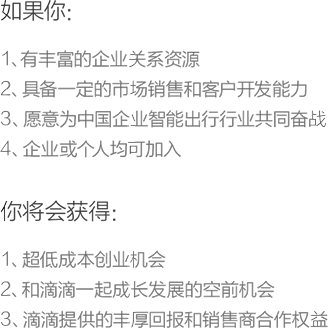 如果你：
1、有丰富的企业关系资源
2、具备一定的市场销售和客户开发能力
3、愿意为中国企业智能出行行业共同奋战
4、企业或个人均可加入
你将会获得：
1、超低成本创业机会
2、和滴滴一起成长发展的空前机会
3、滴滴提供的丰厚回报和销售商合作权益